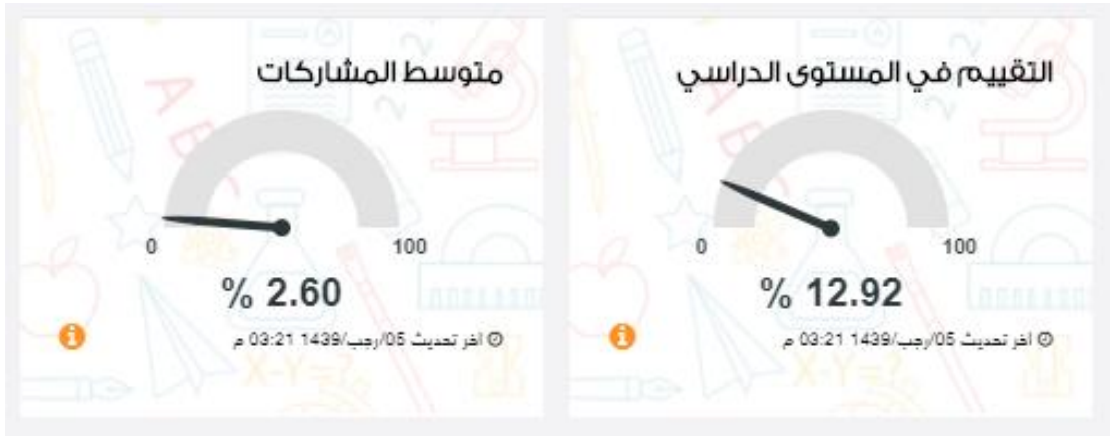 التقييم في المستوى الدراسي
0
100
% 12.92
اخر تحديث 05/رجب/1439 03:21 م
متوسط المشاركات
0
100
% 2.60
اخر تحديث 05/رجب/1439 03:21 م
X-Y=?
X-Y=?